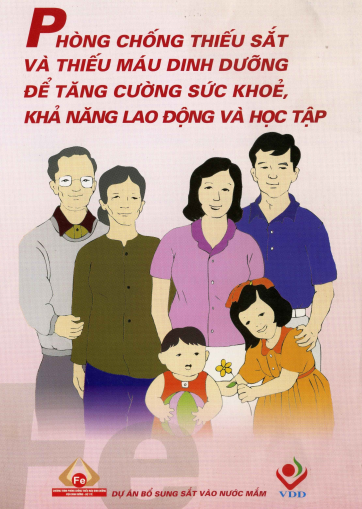 PHÒNG CHỐNG THIẾU SẮT
VÀ THIẾU MÁU DINH DƯỠNG
ĐỂ TĂNG CƯỜNG SỨC KHOẺ,
KHẢ NĂNG LAO ĐỘNG VÀ HỌC TẬP
Fe
Fe
DỰ ÁN BỔ SUNG SẮT VÀO NƯỚC MẮM
VDD